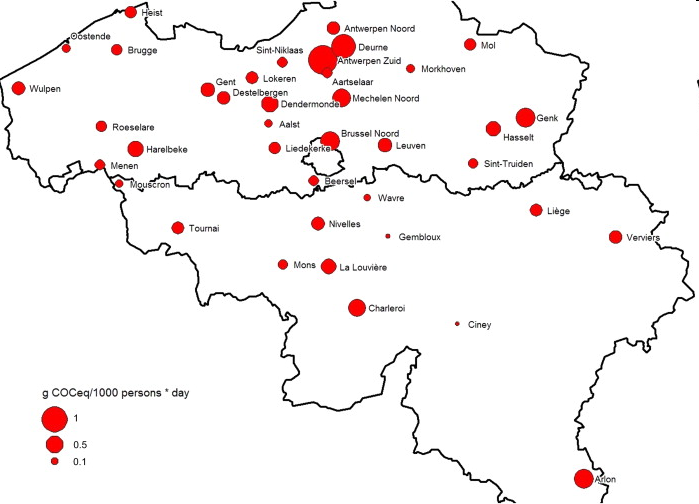 Heist
Oostende
Brugge
Antwerpen Noord
Deurne
Mol
Sint-Niklaas
Antwerpen Zuid
Morkhoven
Lokeren
Aartselaar
Wulpen
Gent
Destelbergen
Dendermonde
Mechelen Noord
Genk
Aalst
Roeselare
Brussel Noord
Hasselt
Harelbeke
Liedekerke
Leuven
Menen
Sint-Truiden
Mouscron
Beersel
Wavre
Liège
Tournai
Nivelles
Gembloux
Verviers
Mons
La Louvière
Charleroi
Ciney
g COCeq/1000 persons * day
1
0.5
0.1
Arlon